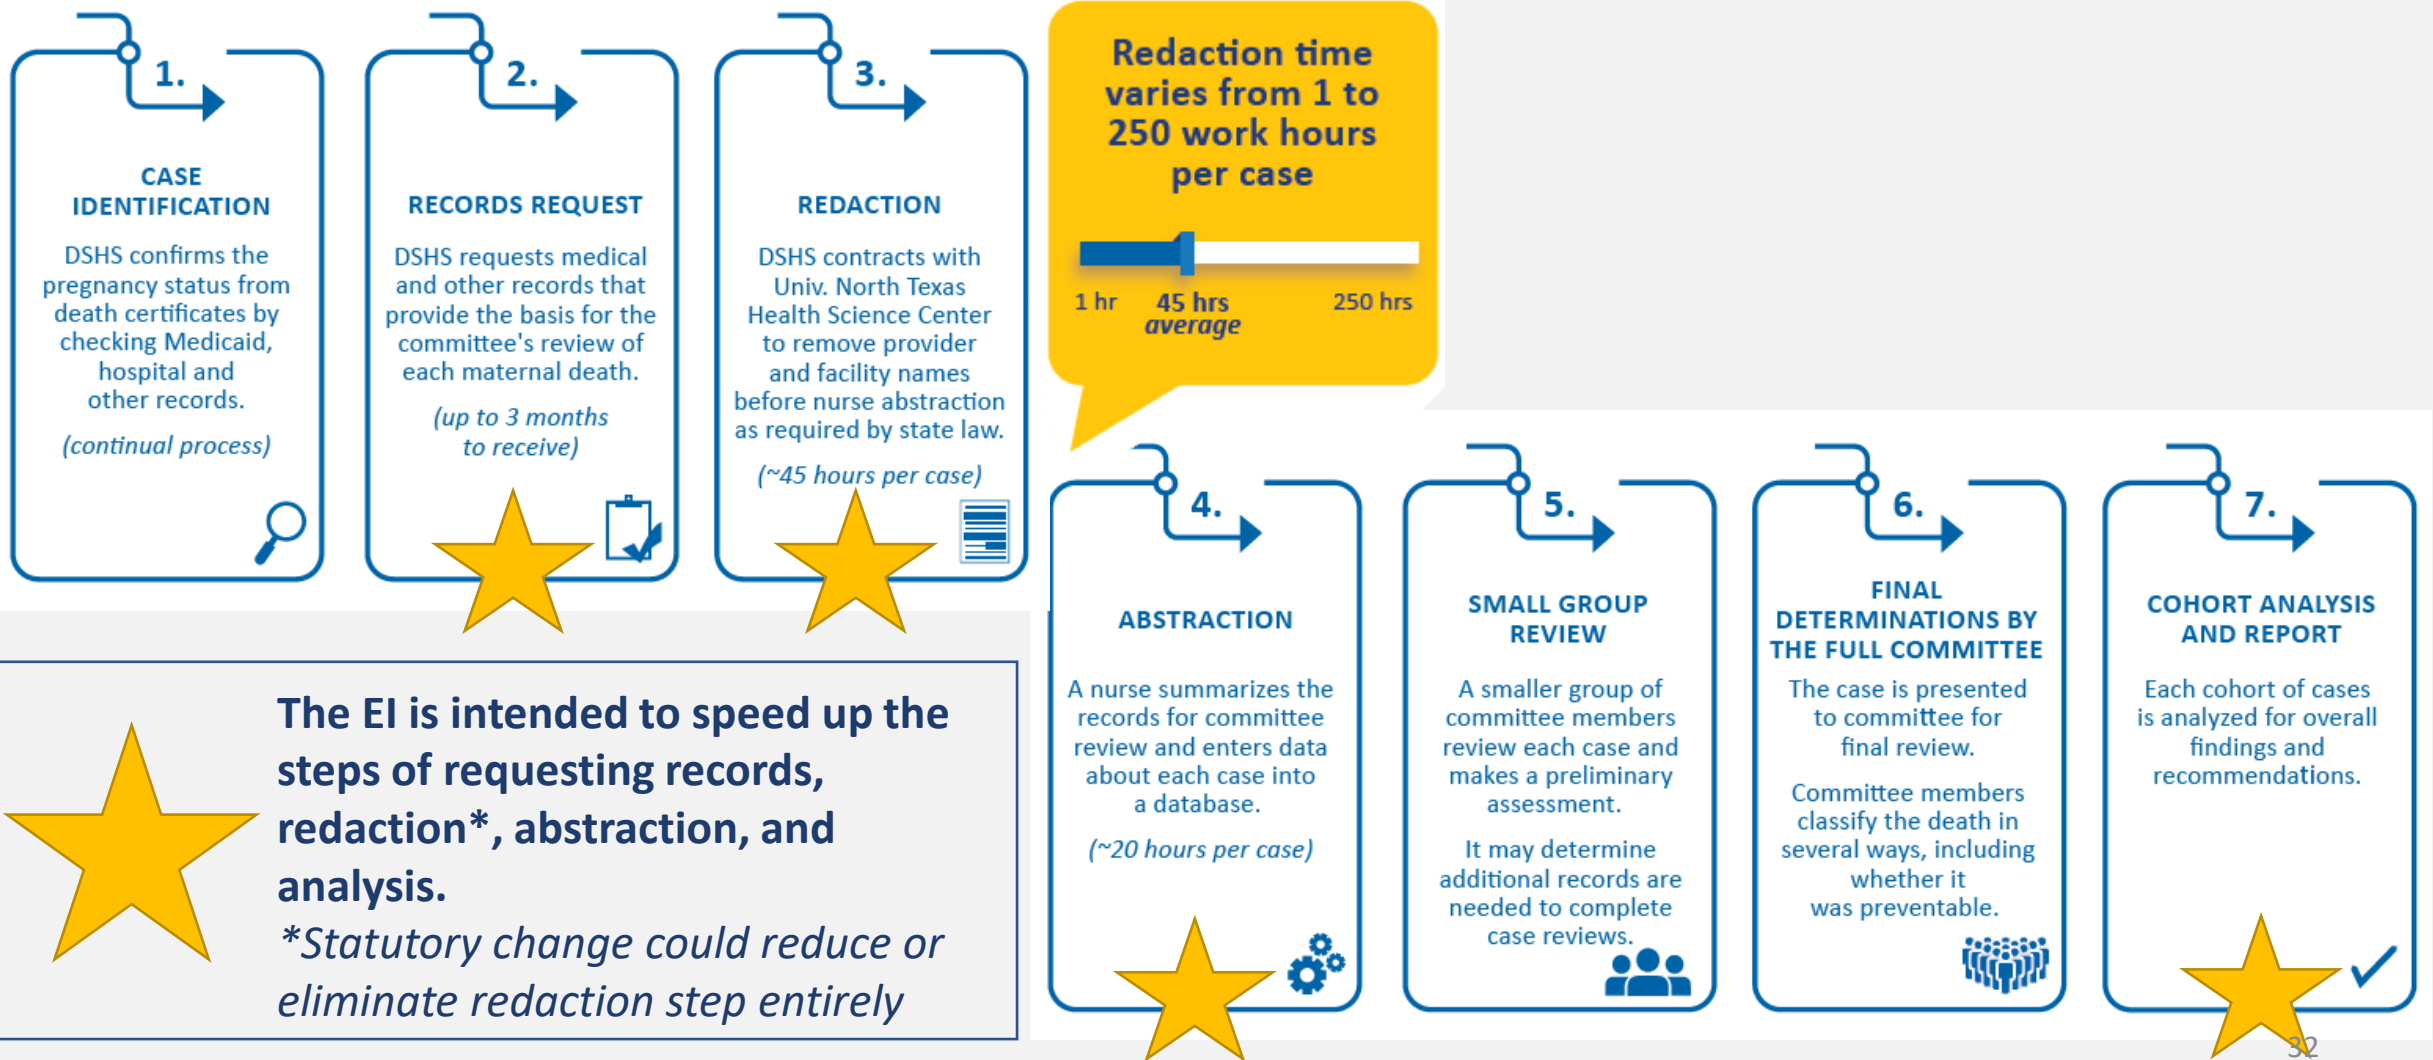 1.
CASE
IDENTIFICATION
DSHS confirms the
pregnancy status from
death certificates by
checking Medicaid,
hospital and
other records.
(continual process)
2.
RECORDS REQUEST
DSHS requests medical
and other records that
provide the basis for the
committee's review of
each maternal death.
(up to 3 months
to receive)
3.
REDACTION
DSHS contracts with
Univ. North Texas
Health Science Center
to remove provider
and facility names
before nurse abstraction
as required by state law.
(~45 hours per case)
Redaction time
varies from 1 to
250 work hours
per case
1 hr 45 hrs 250 hrs
average
4.
ABSTRACTION
A nurse summarizes the
records for committee
review and enters data
about each case into
a database.
(~20 hours per case)
5.
SMALL GROUP
REVIEW
A smaller group of
committee members
review each case and
makes a preliminary
assessment.
It may determine
additional records are
needed to complete
case reviews.
6.
FINAL
DETERMINATIONS BY
THE FULL COMMITTEE
The case is presented
to committee for
final review.
Committee members
classify the death in
several ways, including
whether it
was preventable.
7.
COHORT ANALYSIS
AND REPORT
Each cohort of cases
is analyzed for overall
findings and
recommendations.
The EI is intended to speed up the
steps of requesting records,
redaction*, abstraction, and
analysis.
*Statutory change could reduce or
eliminate redaction step entirely
32